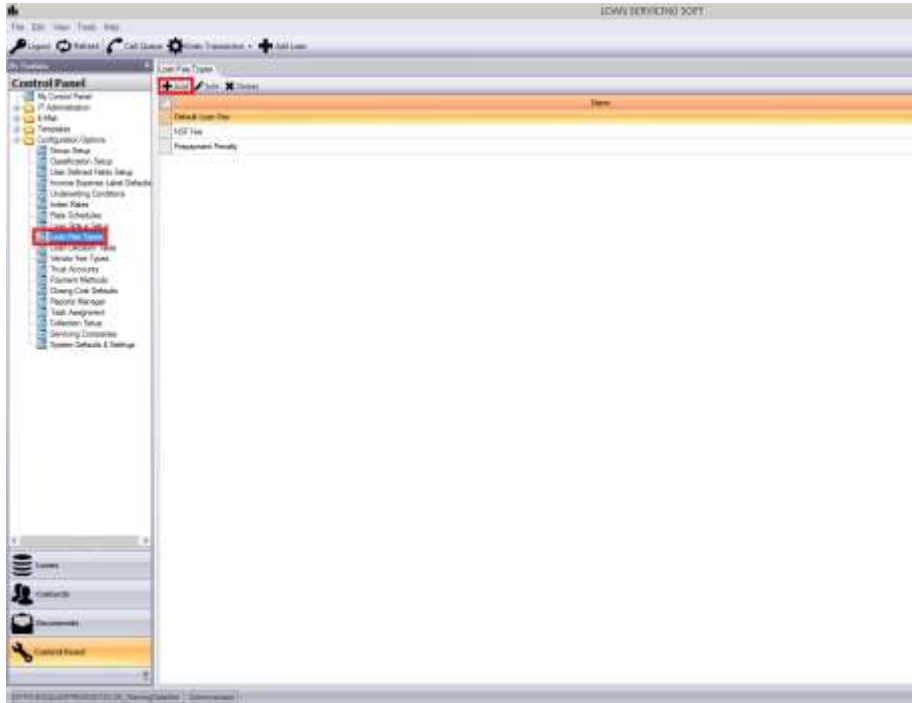 LOAN SERVICING SOFT
File Edit View Tools Help
Logout Refresh Call Queue Transaction Add Loan
Loan Fee Types
Control Panel
Add Edit Delete
My Control Panel
Name
IT Administration
E-Mail
Default Loan Fee
Templates
NSF Fee
Configuration Options
Prepayment Penalty
Group Setup
Classification Setup
User Defined Fields Setup
Income Expense Label Defaults
Underwriting Conditions
Index Rates
Rate Schedules
Loan Status Setup
Loan Fee Types
Vendor Fee Types
Trust Accounts
Payment Methods
Closing Cost Defaults
Reports Manager
Task Assignment
Collection Setup
Servicing Companies
System Defaults & Settings
Loans
Contacts
Documents
Control Panel
Administrator